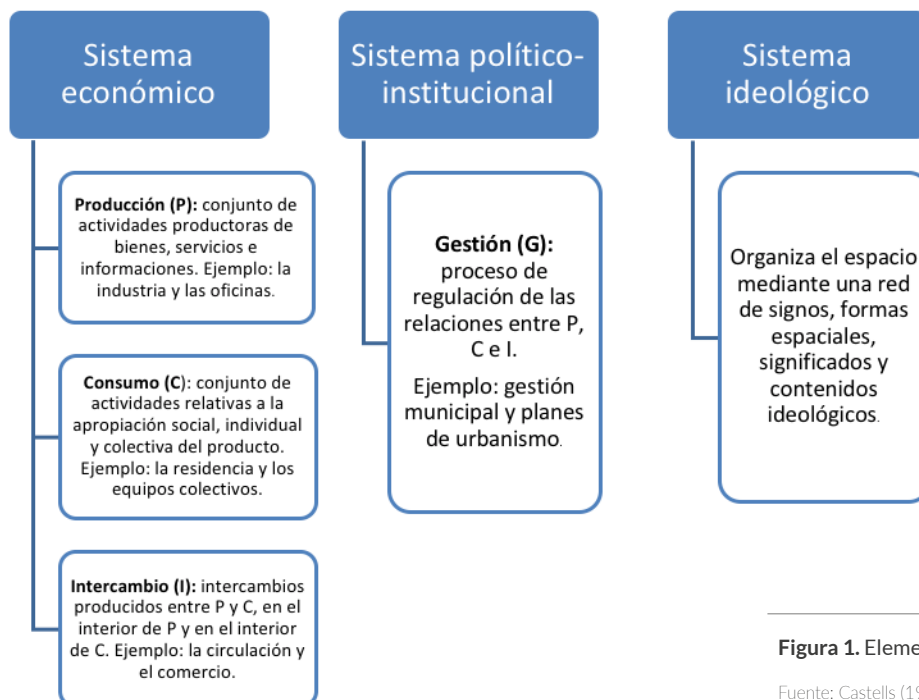 Sistema
económico
Producción (P): conjunto de
actividades productoras de
bienes, servicios e
informaciones. Ejemplo: la
industria y las oficinas.
Consumo (C): conjunto de
actividades relativas a la
apropiación social, individual
y colectiva del producto.
Ejemplo: la residencia y los
equipos colectivos.
Intercambio (I): intercambios
producidos entre P y C, en el
interior de P y en el interior
de C. Ejemplo: la circulación y
el comercio.
Sistema político-
institucional
Gestión (G):
proceso de
regulación de las
relaciones entre P,
C e I.
Ejemplo: gestión
municipal y planes
de urbanismo.
Sistema
ideológico
Organiza el espacio
mediante una red
de signos, formas
espaciales,
significados y
contenidos
ideológicos.
Figura 1.
Fuente: Castells